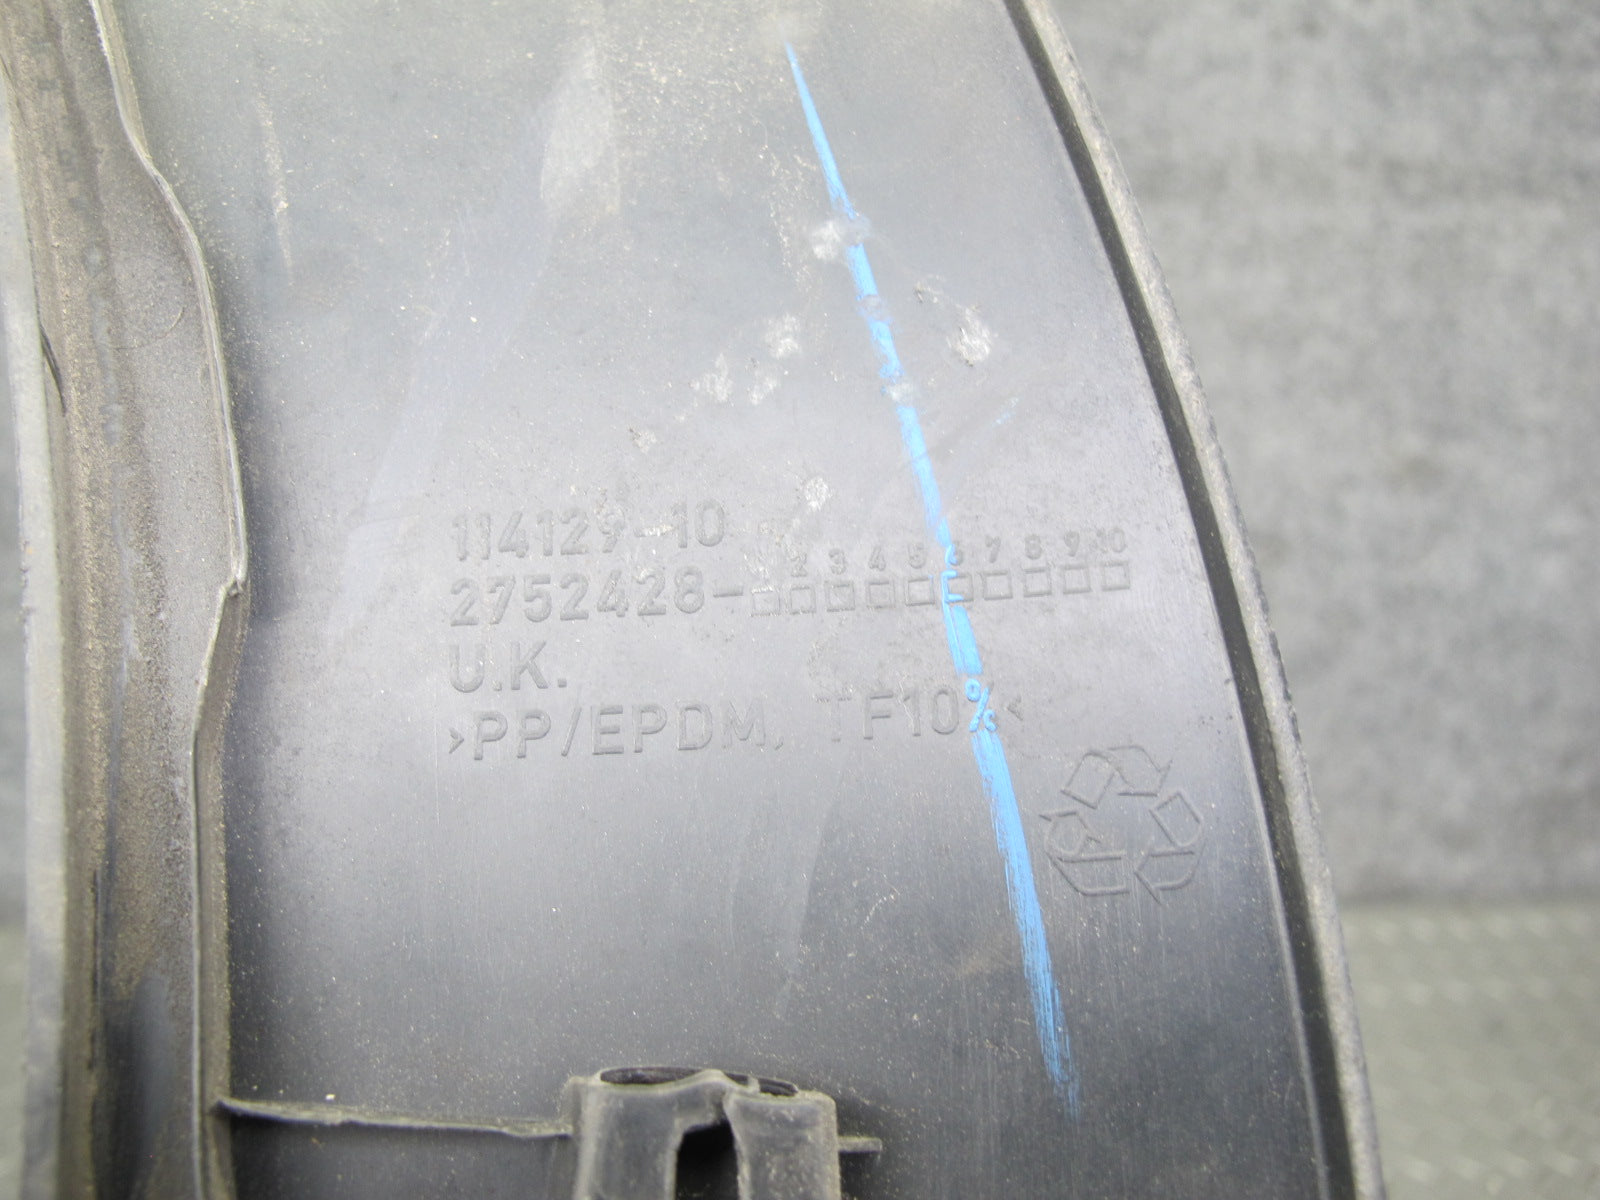 114129-10
2752428-□□□□□□□□□□
2 3 4 5 6 7 8 9 10
U.K.
>PP/EPDM, TF10%<